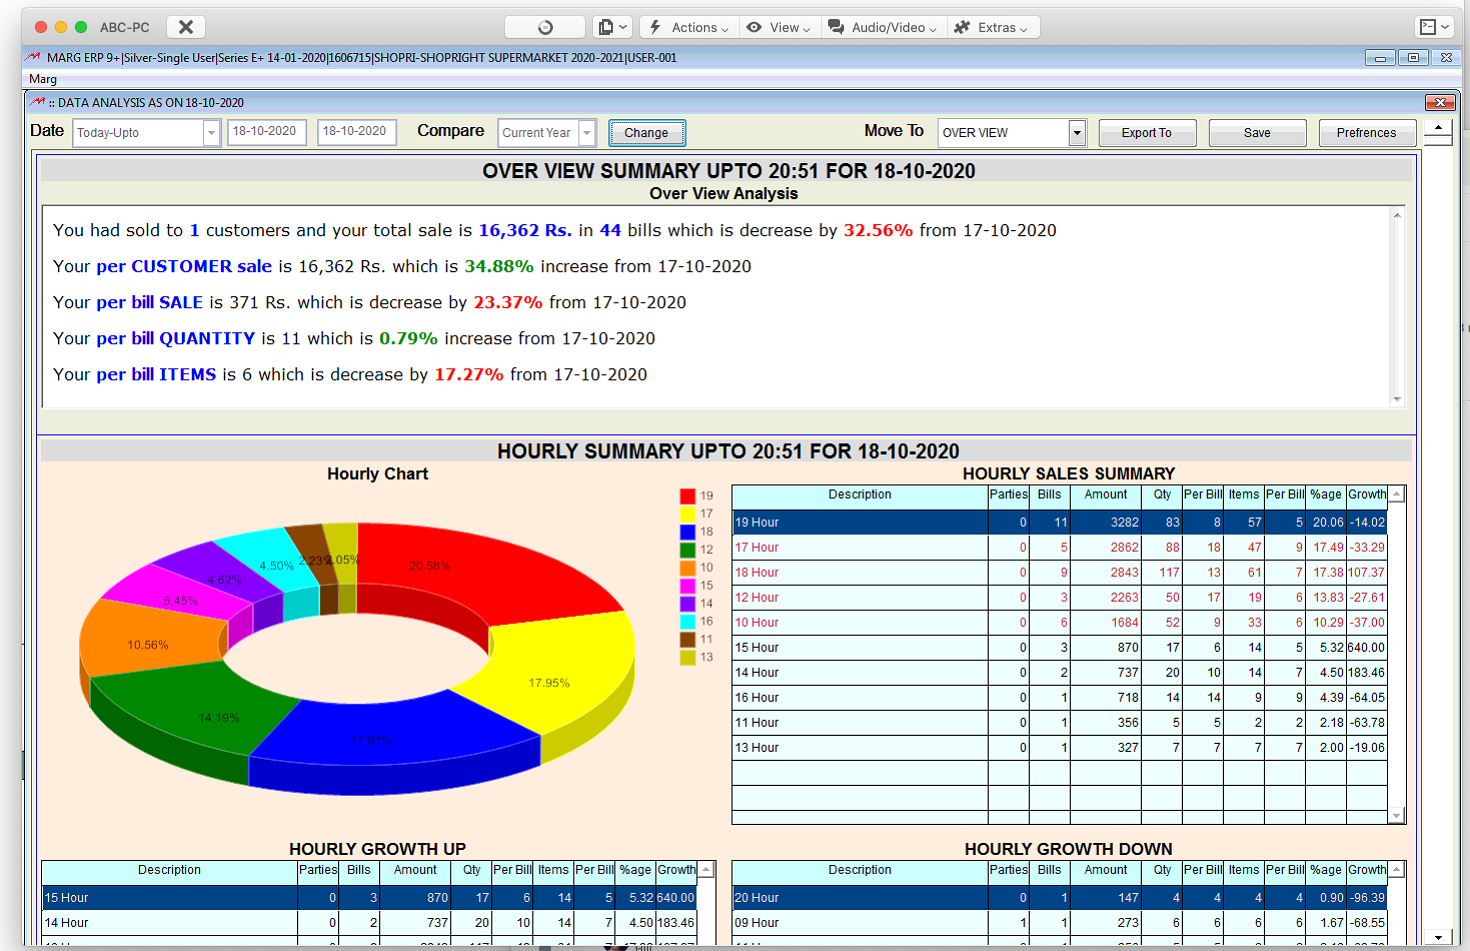 ABC-PC Actions View Audio/Video Extras
MARG ERP 9+|Silver-Single User|Series E+ 14-01-2020|1606715|SHOPRI-SHOPRIGHT SUPERMARKET 2020-2021|USER-001
Marg
:: DATA ANALYSIS AS ON 18-10-2020
Date Today-Upto 18-10-2020 18-10-2020 Compare Current Year Change Move To OVER VIEW Export To Save Prefrences
OVER VIEW SUMMARY UPTO 20:51 FOR 18-10-2020
Over View Analysis
You had sold to 1 customers and your total sale is 16,362 Rs. in 44 bills which is decrease by 32.56% from 17-10-2020
Your per CUSTOMER sale is 16,362 Rs. which is 34.88% increase from 17-10-2020
Your per bill SALE is 371 Rs. which is decrease by 23.37% from 17-10-2020
Your per bill QUANTITY is 11 which is 0.79% increase from 17-10-2020
Your per bill ITEMS is 6 which is decrease by 17.27% from 17-10-2020
HOURLY SUMMARY UPTO 20:51 FOR 18-10-2020
Hourly Chart
19
17
18
12
10
15
14
16
11
13
20.58%
17.95%
17.83%
14.19%
10.56%
5.45%
4.62%
4.50%
2.23%
2.05%
HOURLY SALES SUMMARY
Description Parties Bills Amount Qty Per Bill Items Per Bill %age Growth
19 Hour 0 11 3282 83 8 57 5 20.06 -14.02
17 Hour 0 5 2862 88 18 47 9 17.49 -33.29
18 Hour 0 9 2843 117 13 61 7 17.38 107.37
12 Hour 0 3 2263 50 17 19 6 13.83 -27.61
10 Hour 0 6 1684 52 9 33 6 10.29 -37.00
15 Hour 0 3 870 17 6 14 5 5.32 640.00
14 Hour 0 2 737 20 10 14 7 4.50 183.46
16 Hour 0 1 718 14 14 9 9 4.39 -64.05
11 Hour 0 1 356 5 5 2 2 2.18 -63.78
13 Hour 0 1 327 7 7 7 7 2.00 -19.06
HOURLY GROWTH UP
Description Parties Bills Amount Qty Per Bill Items Per Bill %age Growth
15 Hour 0 3 870 17 6 14 5 5.32 640.00
14 Hour 0 2 737 20 10 14 7 4.50 183.46
HOURLY GROWTH DOWN
Description Parties Bills Amount Qty Per Bill Items Per Bill %age Growth
20 Hour 0 1 147 4 4 4 4 0.90 -96.39
09 Hour 1 1 273 6 6 6 6 1.67 -68.55